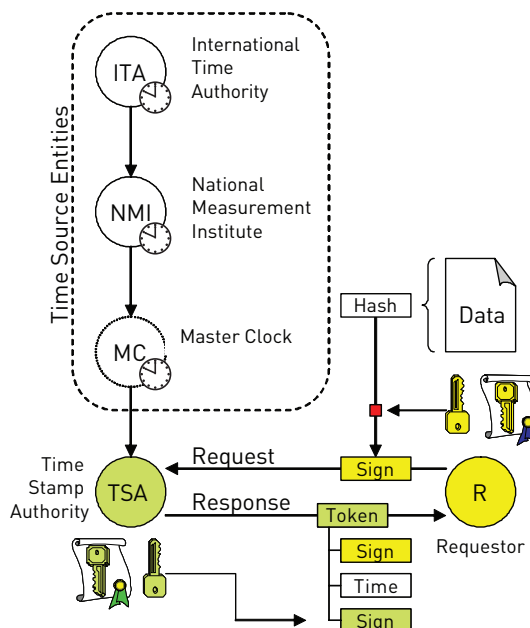 Time Source Entities
ITA
International
Time
Authority
NMI
National
Measurement
Institute
MC
Master Clock
Hash
Data
Time
Stamp
Authority
TSA
Request
Sign
R
Response
Token
Requestor
Sign
Time
Sign